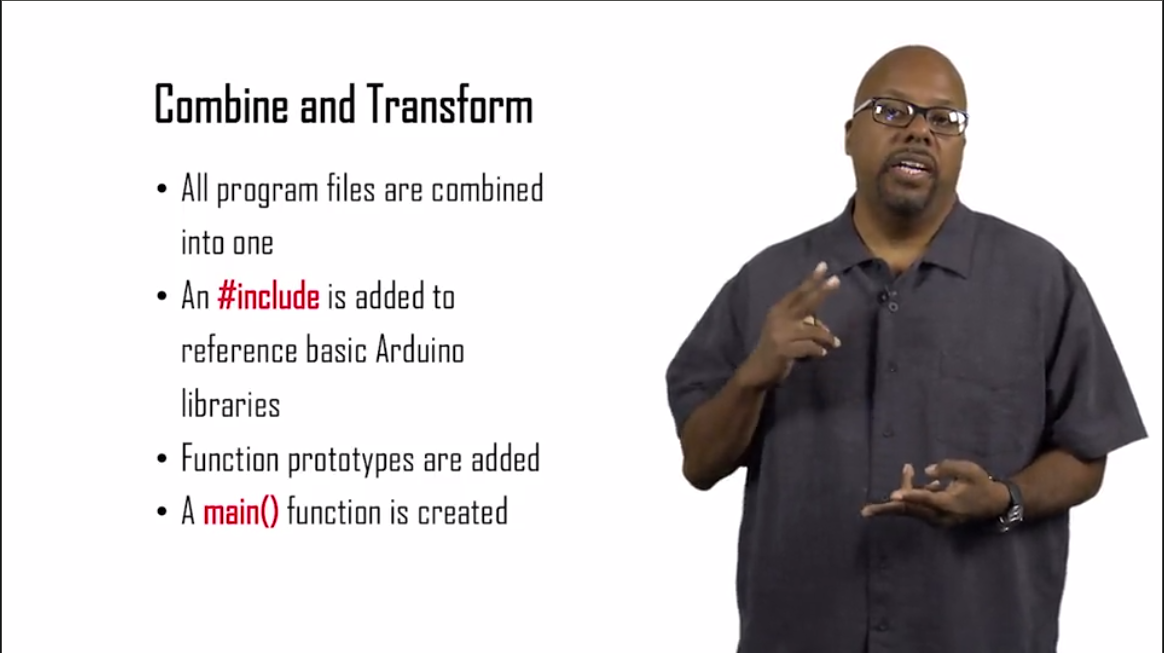 Combine and Transform
• All program files are combined
into one
• An #include is added to
reference basic Arduino
libraries
• Function prototypes are added
• A main() function is created